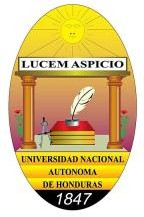 LUCEM ASPICIO
UNIVERSIDAD NACIONAL
AUTONOMA
DE HONDURAS
1847